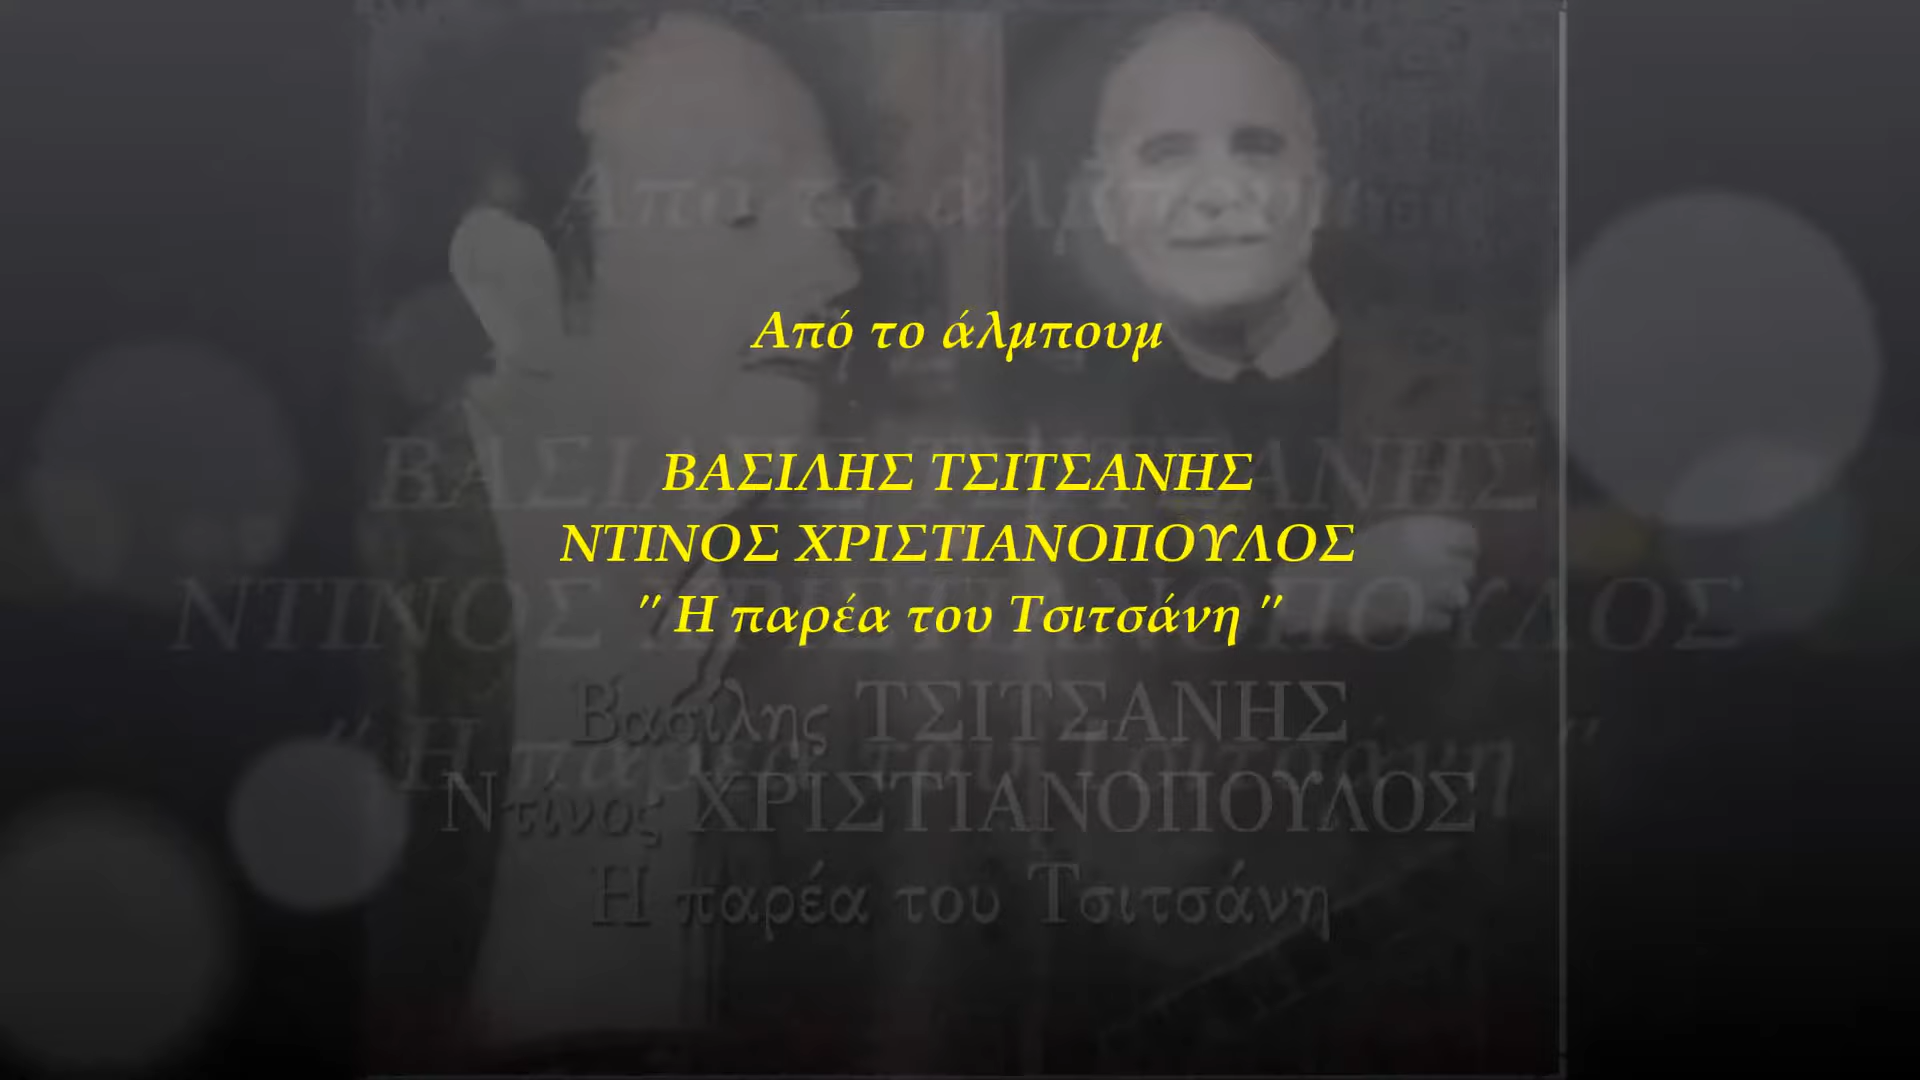 Από το άλμπουμ
ΒΑΣΙΛΗΣ ΤΣΙΤΣΑΝΗΣ
ΝΤΙΝΟΣ ΧΡΙΣΤΙΑΝΟΠΟΥΛΟΣ
" Η παρέα του Τσιτσάνη "
Βασίλης ΤΣΙΤΣΑΝΗΣ
Ντίνος ΧΡΙΣΤΙΑΝΟΠΟΥΛΟΣ
Η παρέα του Τσιτσάνη